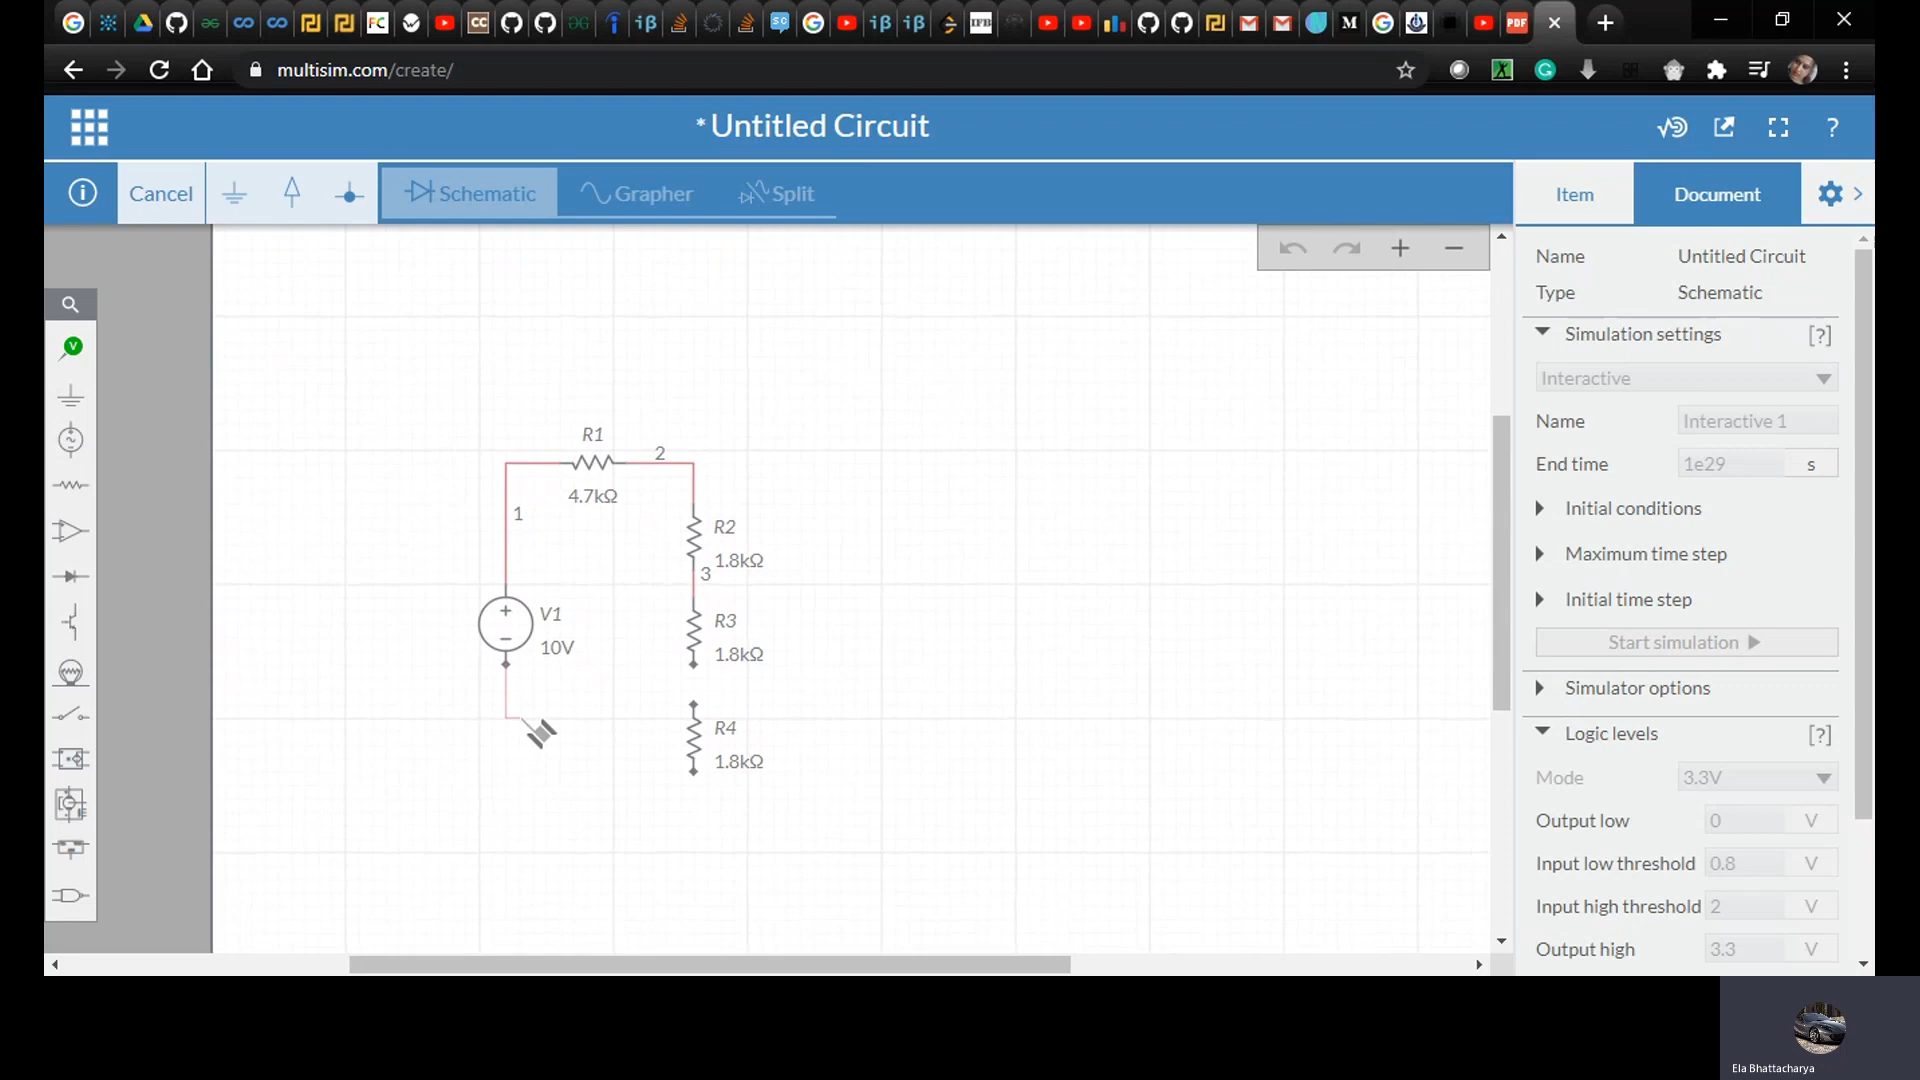 multisim.com/create/
* Untitled Circuit
Cancel
Schematic
Grapher
Split
Item
Document
Name Untitled Circuit
Type Schematic
Simulation settings [?]
Interactive
Name Interactive 1
End time 1e29 s
Initial conditions
Maximum time step
Initial time step
Start simulation
Simulator options
Logic levels [?]
Mode 3.3V
Output low 0 V
Input low threshold 0.8 V
Input high threshold 2 V
Output high 3.3 V
V
R1
2
4.7kΩ
1
R2
1.8kΩ
3
V1
10V
R3
1.8kΩ
R4
1.8kΩ
Ela Bhattacharya